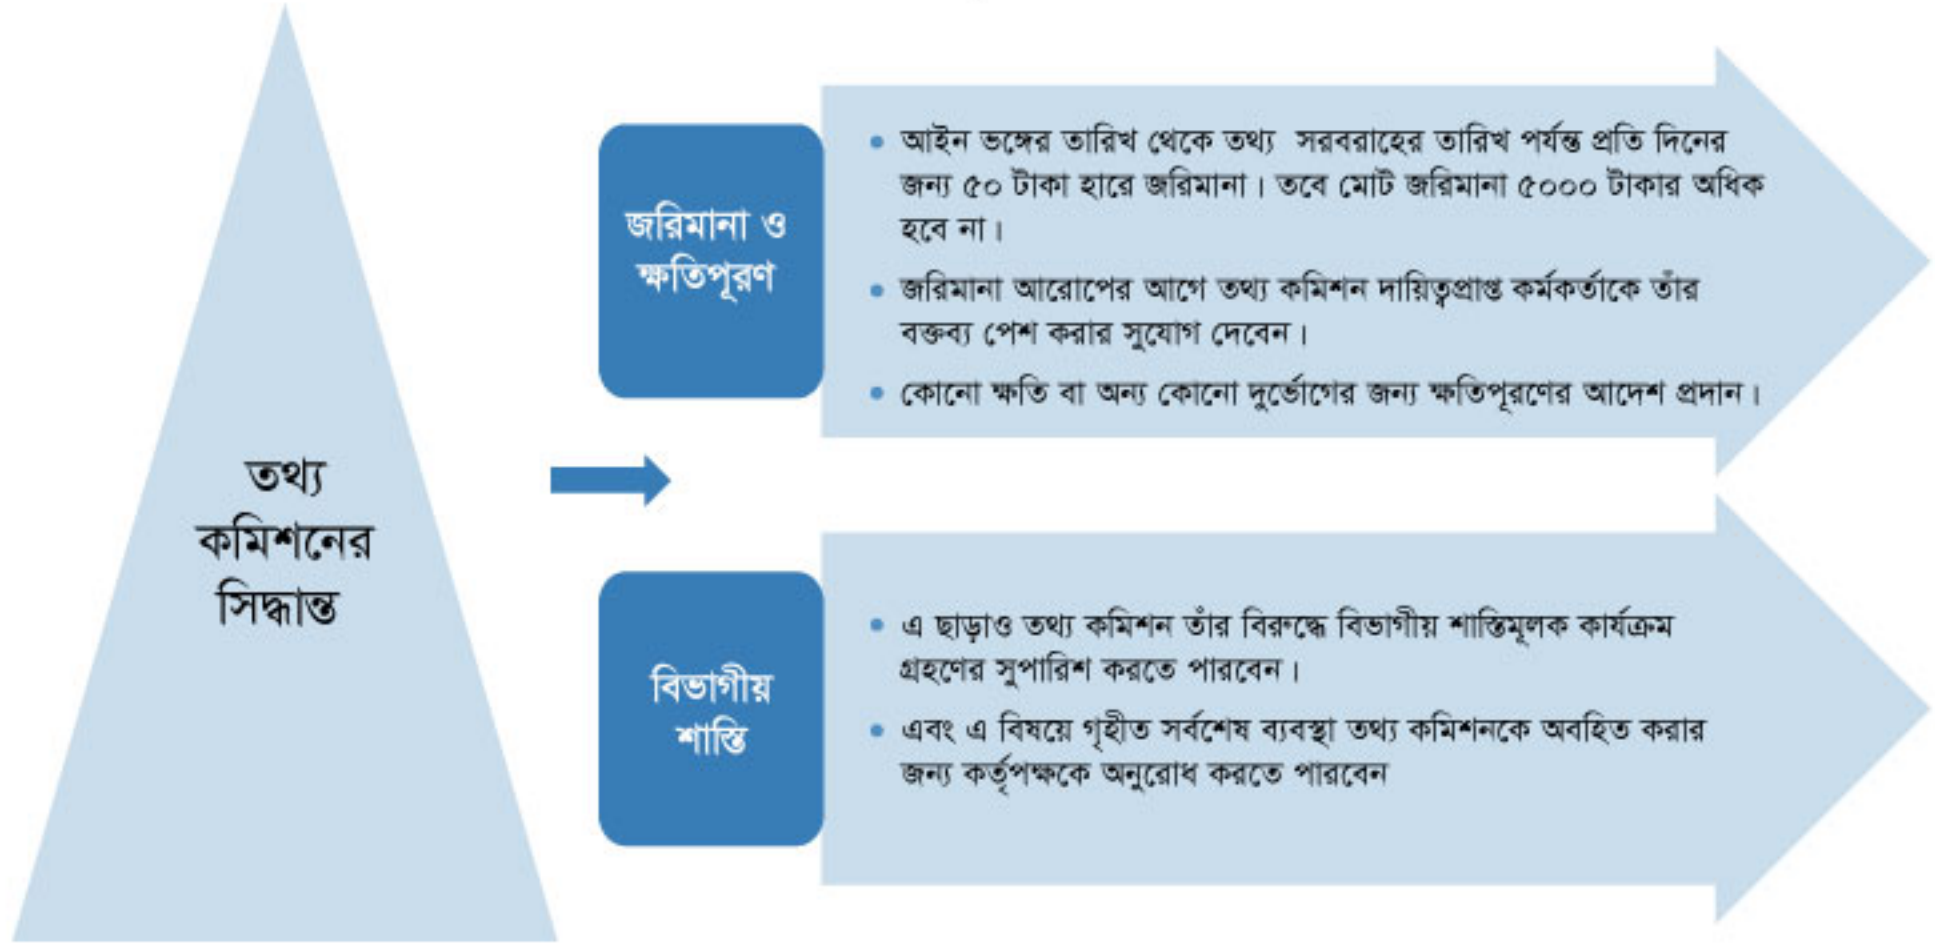 তথ্য
কমিশনের
সিদ্ধান্ত
জরিমানা ও
ক্ষতিপূরণ
• আইন ভঙ্গের তারিখ থেকে তথ্য সরবরাহের তারিখ পর্যন্ত প্রতি দিনের
জন্য ৫০ টাকা হারে জরিমানা। তবে মোট জরিমানা ৫০০০ টাকার অধিক
হবে না।
• জরিমানা আরোপের আগে তথ্য কমিশন দায়িত্বপ্রাপ্ত কর্মকর্তাকে তাঁর
বক্তব্য পেশ করার সুযোগ দেবেন।
• কোনো ক্ষতি বা অন্য কোনো দুর্ভোগের জন্য ক্ষতিপূরণের আদেশ প্রদান।
বিভাগীয়
শাস্তি
• এ ছাড়াও তথ্য কমিশন তাঁর বিরুদ্ধে বিভাগীয় শাস্তিমূলক কার্যক্রম
গ্রহণের সুপারিশ করতে পারবেন।
• এবং এ বিষয়ে গৃহীত সর্বশেষ ব্যবস্থা তথ্য কমিশনকে অবহিত করার
জন্য কর্তৃপক্ষকে অনুরোধ করতে পারবেন